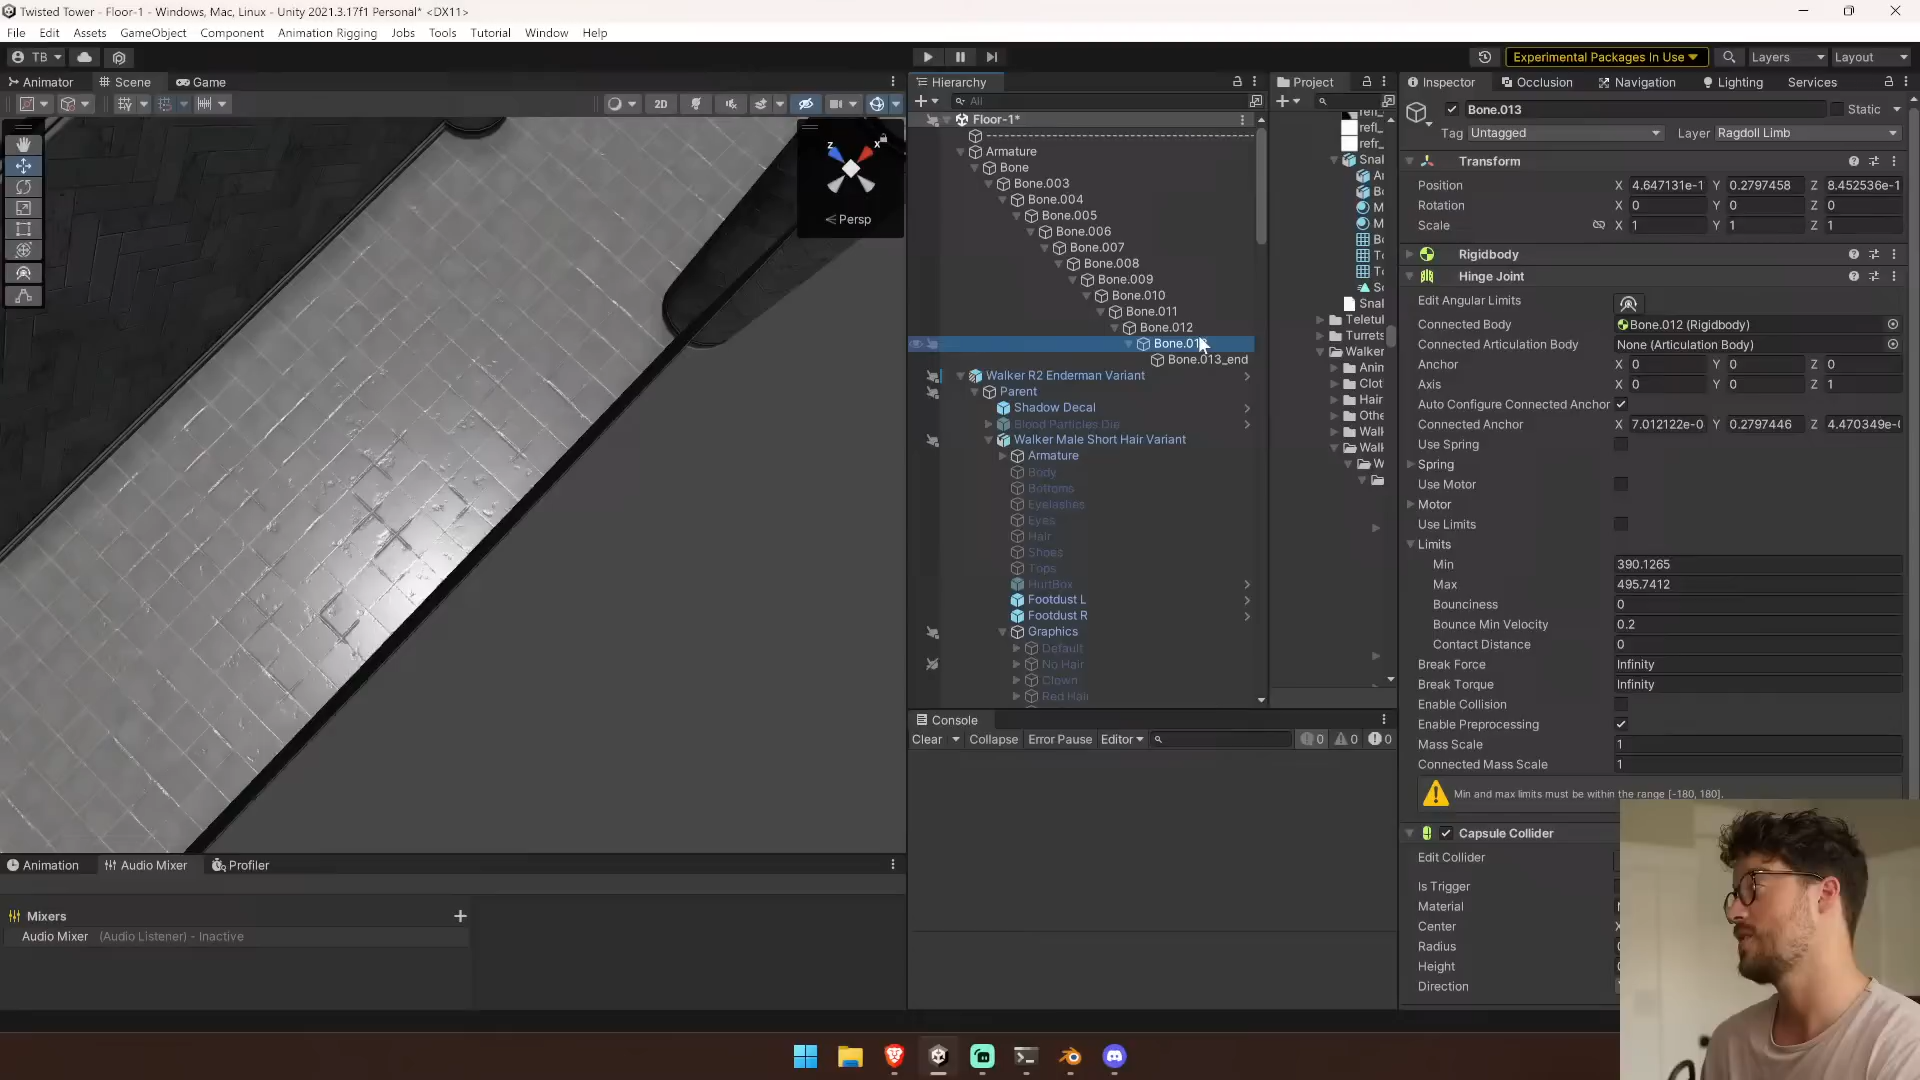 Twisted Tower - Floor-1 - Windows, Mac, Linux - Unity 2021.3.17f1 Personal* <DX11>
File Edit Assets GameObject Component Animation Rigging Jobs Tools Tutorial Window Help
TB
Experimental Packages In Use
Layers
Layout
Animator
Scene
Game
2D
z
x
Persp
Hierarchy
All
Floor-1*
Armature
Bone
Bone.003
Bone.004
Bone.005
Bone.006
Bone.007
Bone.008
Bone.009
Bone.010
Bone.011
Bone.012
Bone.013_end
Walker R2 Enderman Variant
Parent
Shadow Decal
Blood Particles Die
Walker Male Short Hair Variant
Armature
Body
Bottoms
Eyelashes
Eyes
Hair
Shoes
Tops
HurtBox
Footdust L
Footdust R
Graphics
Default
No Hair
Clown
Red Hair
Project
refl_
refr_
Snak
Teletul
Turrets
Walker
Anin
Clot
Hair
Othe
Walk
Walk
W
Console
Clear
Collapse
Error Pause
Editor
0
0
0
Inspector
Occlusion
Navigation
Lighting
Services
Bone.013
Static
Tag Untagged
Layer Ragdoll Limb
Transform
Position X 4.647131e-1 Y 0.2797458 Z 8.452536e-1
Rotation X 0 Y 0 Z 0
Scale X 1 Y 1 Z 1
Rigidbody
Hinge Joint
Edit Angular Limits
Connected Body Bone.012 (Rigidbody)
Connected Articulation Body None (Articulation Body)
Anchor X 0 Y 0 Z 0
Axis X 0 Y 0 Z 1
Auto Configure Connected Anchor
Connected Anchor X 7.012122e-0 Y 0.2797446 Z 4.470349e-(
Use Spring
Spring
Use Motor
Motor
Use Limits
Limits
Min 390.1265
Max 495.7412
Bounciness 0
Bounce Min Velocity 0.2
Contact Distance 0
Break Force Infinity
Break Torque Infinity
Enable Collision
Enable Preprocessing
Mass Scale 1
Connected Mass Scale 1
Min and max limits must be within the range [-180, 180].
Capsule Collider
Edit Collider
Is Trigger
Material
Center
Radius
Height
Direction
Animation
Audio Mixer
Profiler
Mixers
Audio Mixer (Audio Listener) - Inactive